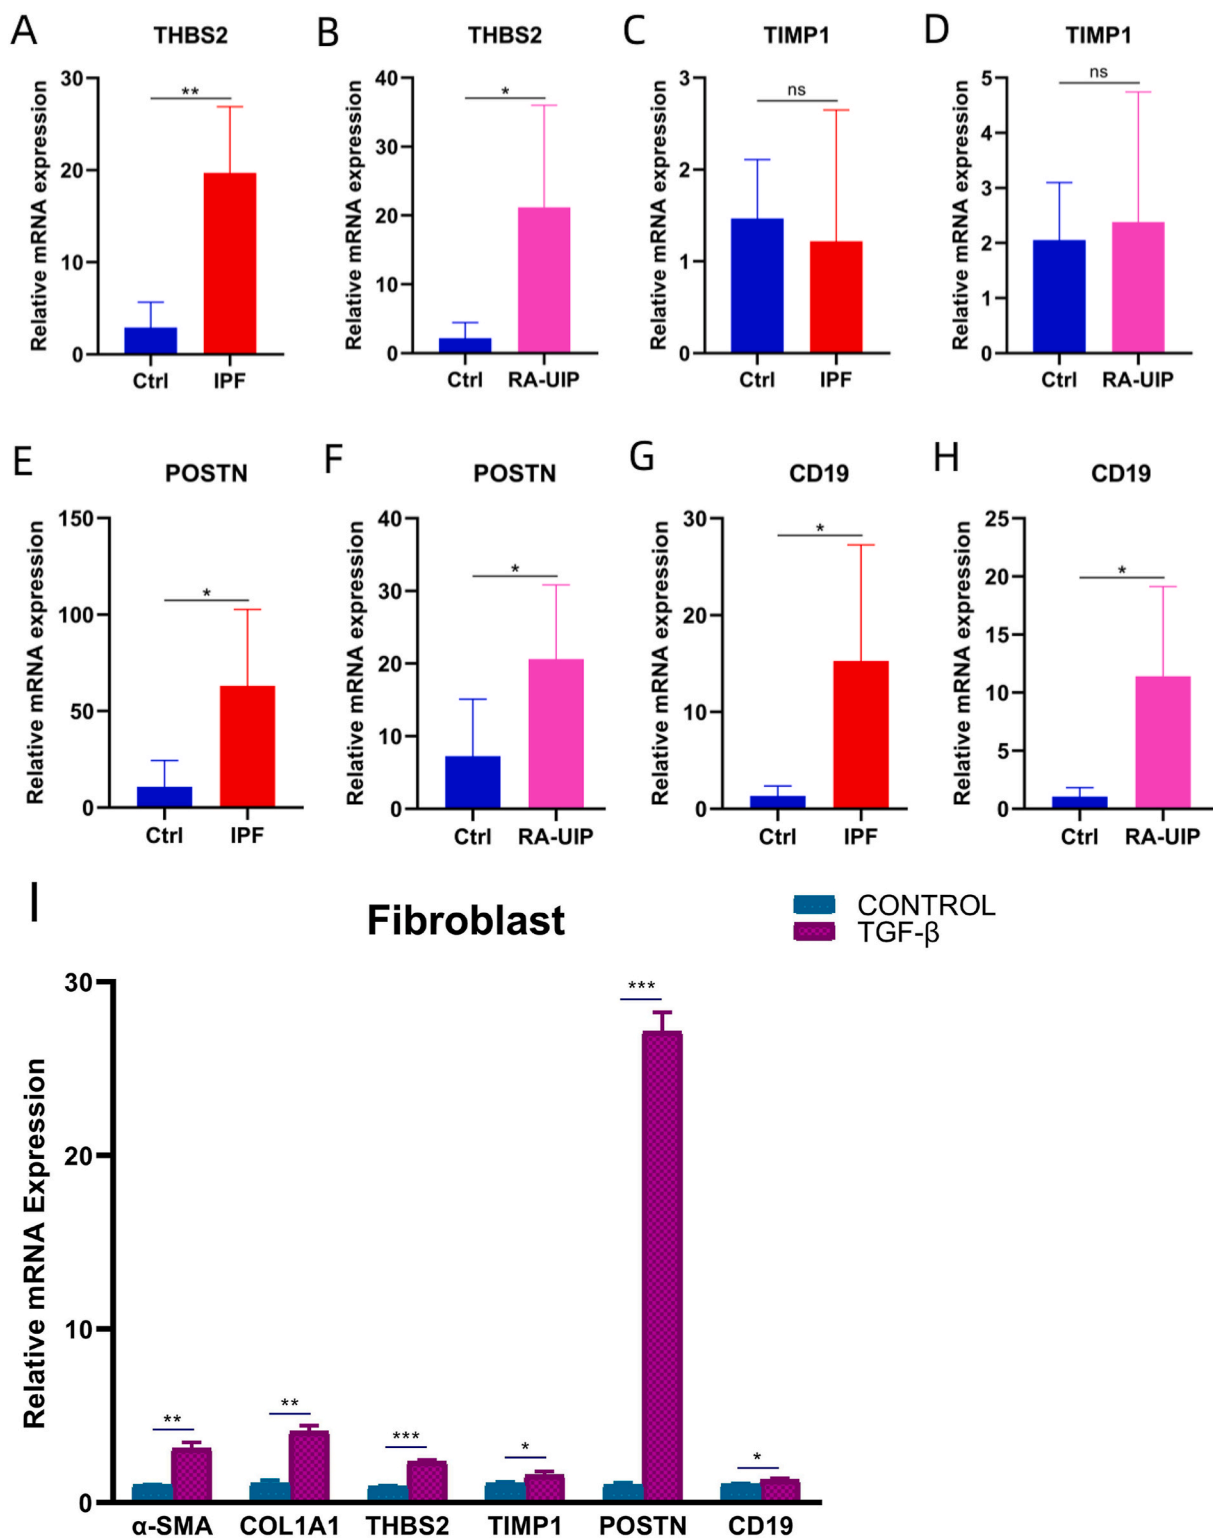 A
THBS2
Relative mRNA expression
30
20
10
0
**
Ctrl
IPF
B
THBS2
Relative mRNA expression
40
30
20
10
0
*
Ctrl
RA-UIP
C
TIMP1
Relative mRNA expression
3
2
1
0
ns
Ctrl
IPF
D
TIMP1
Relative mRNA expression
5
4
3
2
1
0
ns
Ctrl
RA-UIP
E
POSTN
Relative mRNA expression
150
100
50
0
*
Ctrl
IPF
F
POSTN
Relative mRNA expression
40
30
20
10
0
*
Ctrl
RA-UIP
G
CD19
Relative mRNA expression
30
20
10
0
*
Ctrl
IPF
H
CD19
Relative mRNA expression
25
20
15
10
5
0
*
Ctrl
RA-UIP
I
Fibroblast
CONTROL
TGF-β
Relative mRNA Expression
30
20
10
0
**
**
***
*
***
*
α-SMA
COL1A1
THBS2
TIMP1
POSTN
CD19